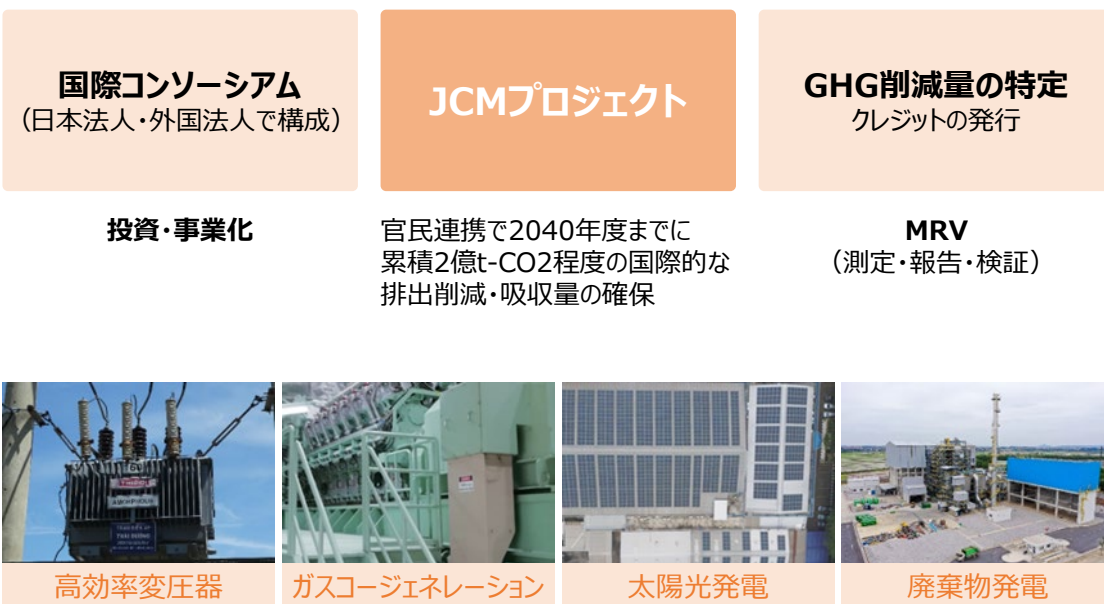 国際コンソーシアム
（日本法人・外国法人で構成）
JCMプロジェクト
GHG削減量の特定
クレジットの発行
投資・事業化
官民連携で2040年度までに
累積2億t-CO2程度の国際的な
排出削減・吸収量の確保
MRV
（測定・報告・検証）
AMORPHOUS
THAI DUONG
高効率変圧器
ガスコージェネレーション
太陽光発電
廃棄物発電